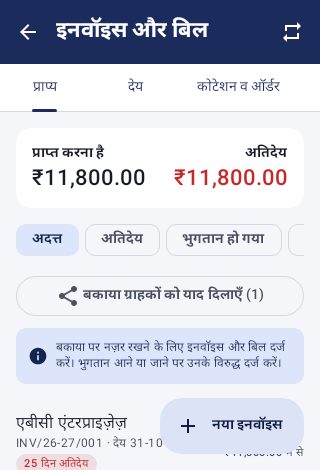 इनवॉइस और बिल
प्राप्य देय कोटेशन व ऑर्डर
प्राप्त करना है अतिदेय
₹11,800.00 ₹11,800.00
अदत्त अतिदेय भुगतान हो गया
बकाया ग्राहकों को याद दिलाएँ (1)
बकाया पर नज़र रखने के लिए इनवॉइस और बिल दर्ज
करें। भुगतान आने या जाने पर उनके विरुद्ध दर्ज करें।
एबीसी एंटरप्राइज़ेज़
नया इनवॉइस
INV/26-27/001 · देय 31-10
25 दिन अतिदेय